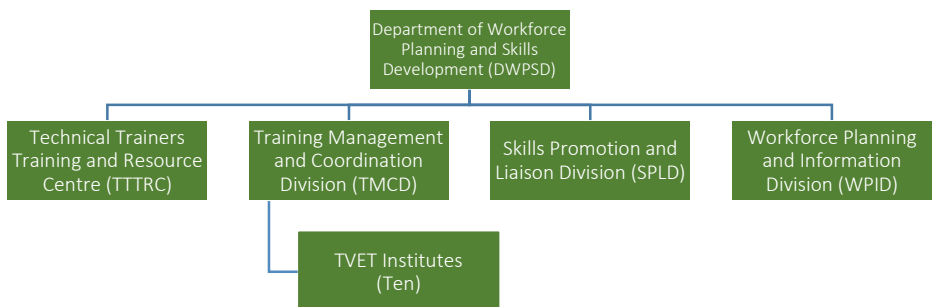 Department of Workforce
Planning and Skills
Development (DWPSD)
Technical Trainers
Training and Resource
Centre (TTTRC)
Training Management
and Coordination
Division (TMCD)
Skills Promotion and
Liaison Division (SPLD)
Workforce Planning
and Information
Division (WPID)
TVET Institutes
(Ten)